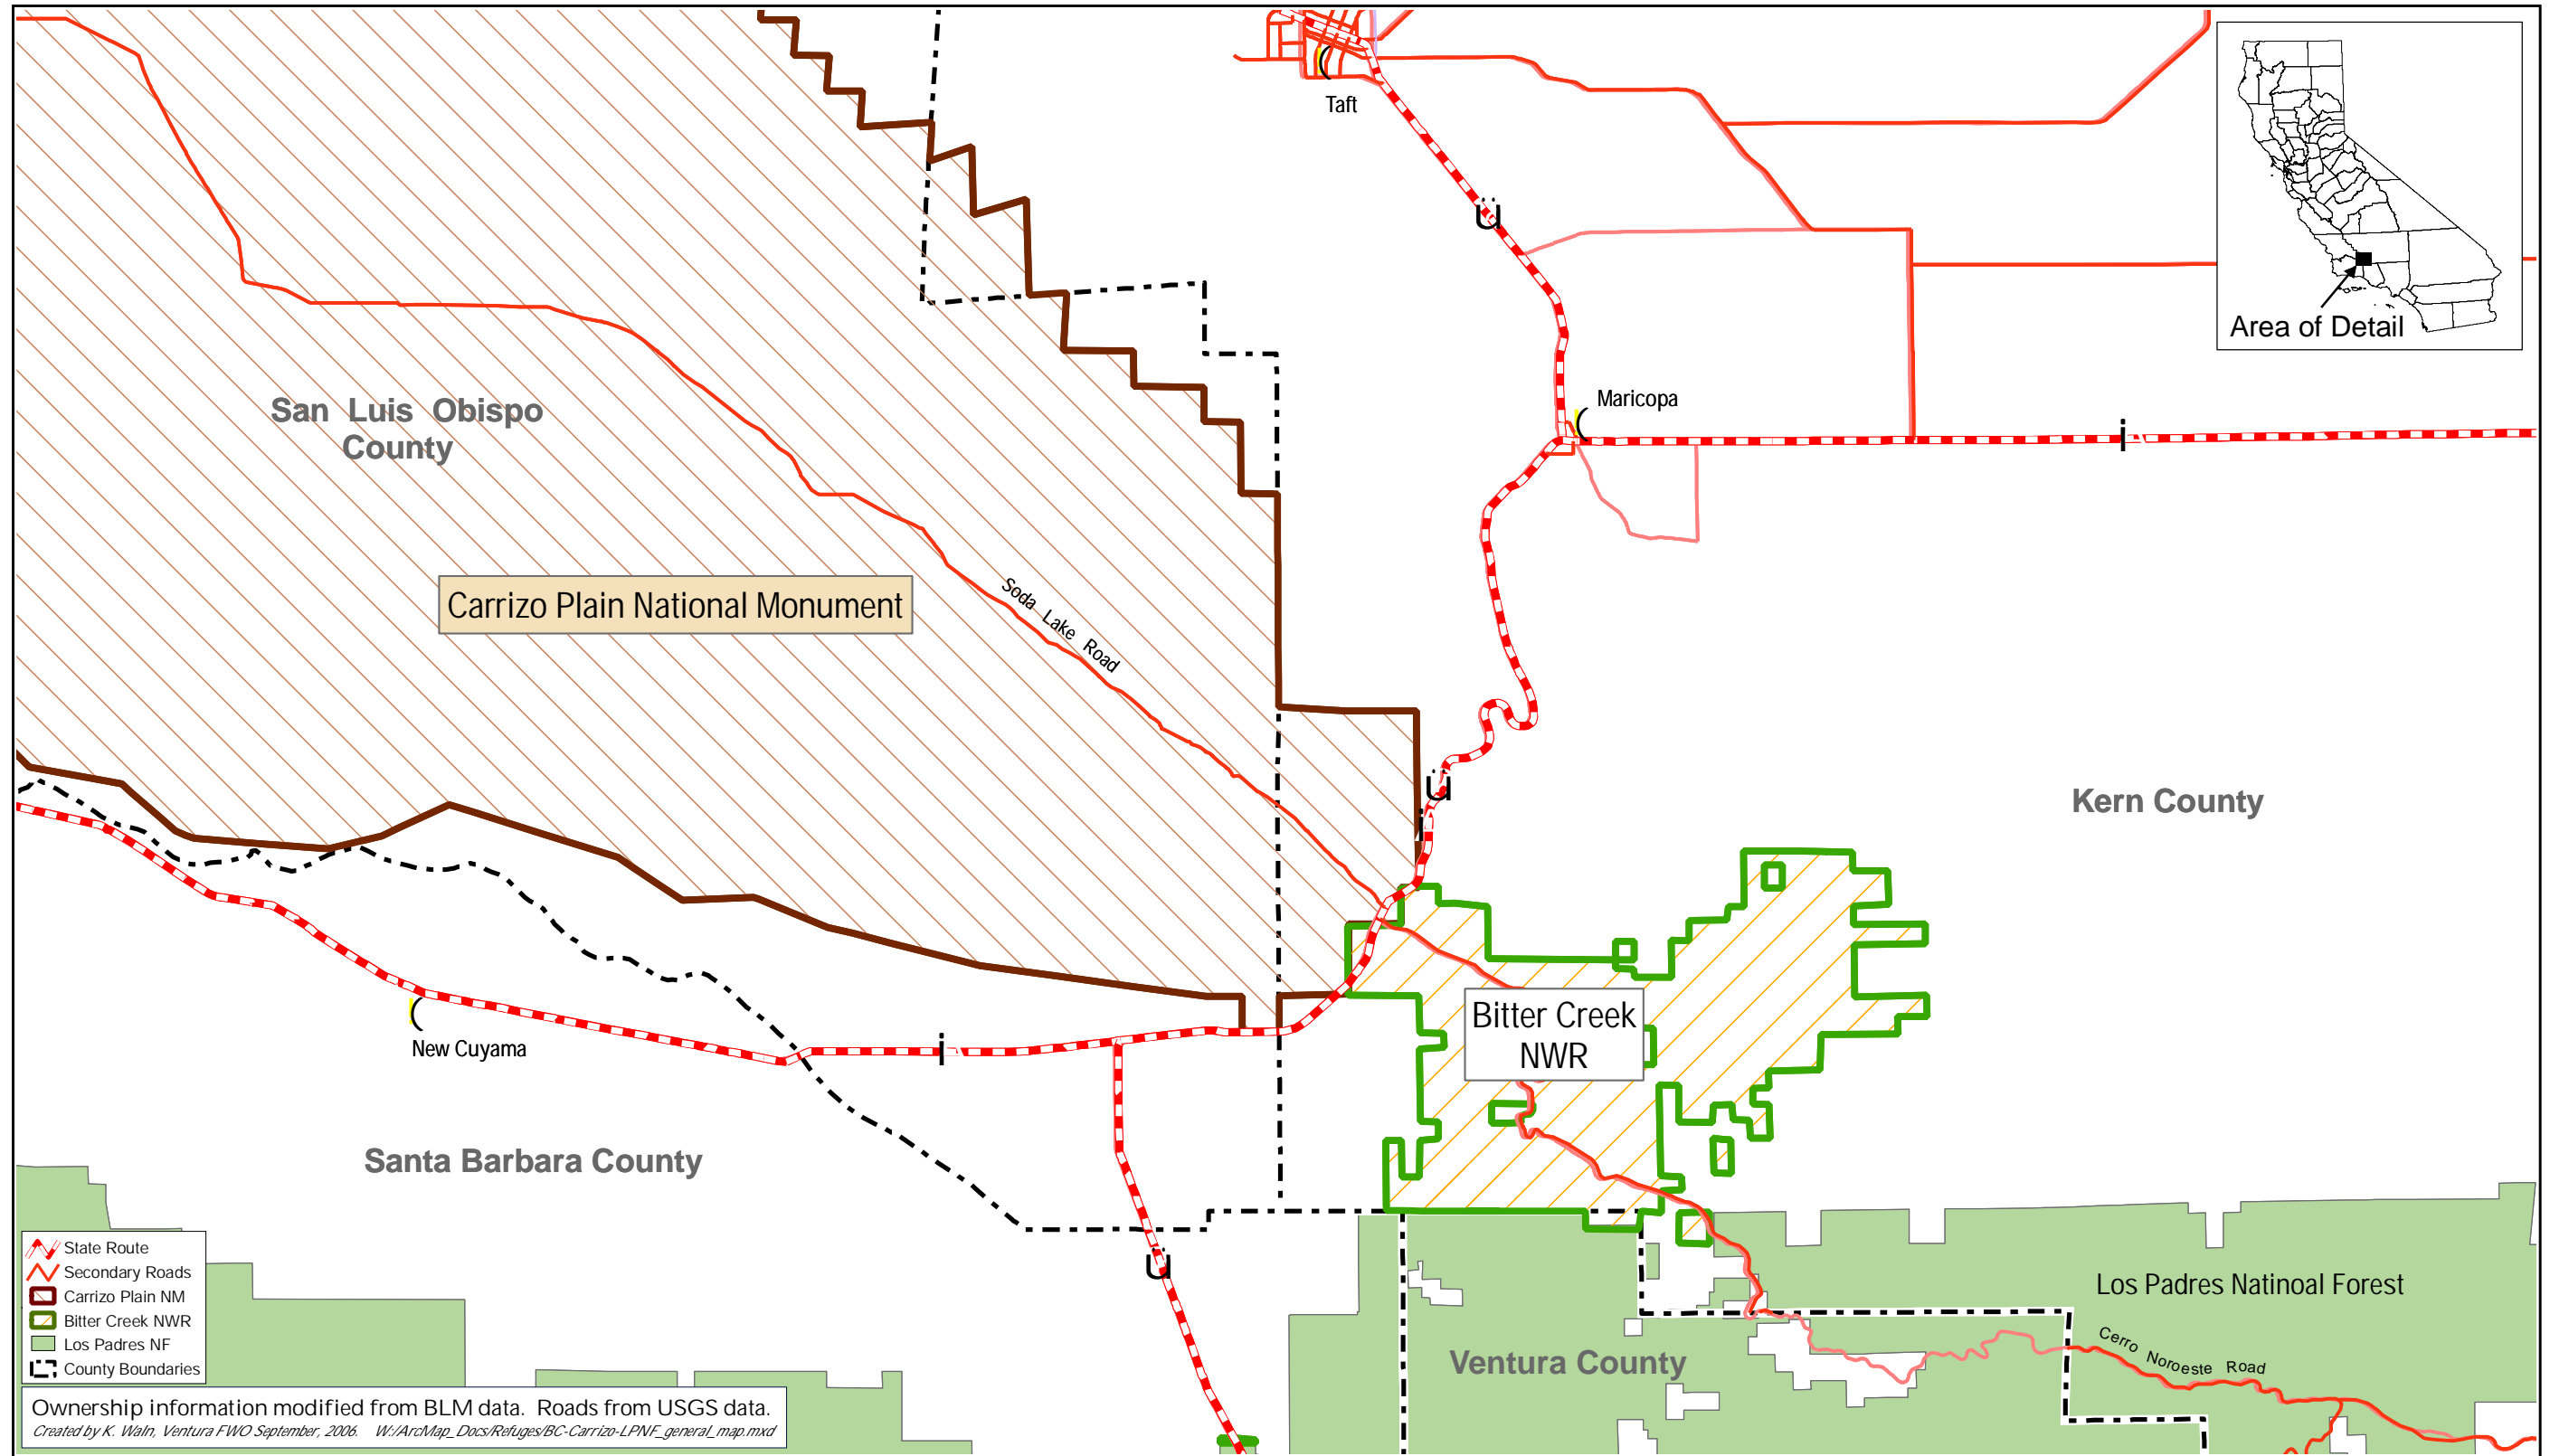 Taft
Area of Detail
Maricopa
San Luis Obispo
County
Carrizo Plain National Monument
Soda Lake Road
Kern County
Bitter Creek
NWR
New Cuyama
Santa Barbara County
Los Padres Natinoal Forest
Ventura County
Cerro Noroeste Road
State Route
Secondary Roads
Carrizo Plain NM
Bitter Creek NWR
Los Padres NF
County Boundaries
Ownership information modified from BLM data. Roads from USGS data.
Created by K. Waln, Ventura FWO September, 2006. W:/ArcMap_Docs/Refuges/BC-Carrizo-LPNF_general_map.mxd
ü
ü
ü
i
i